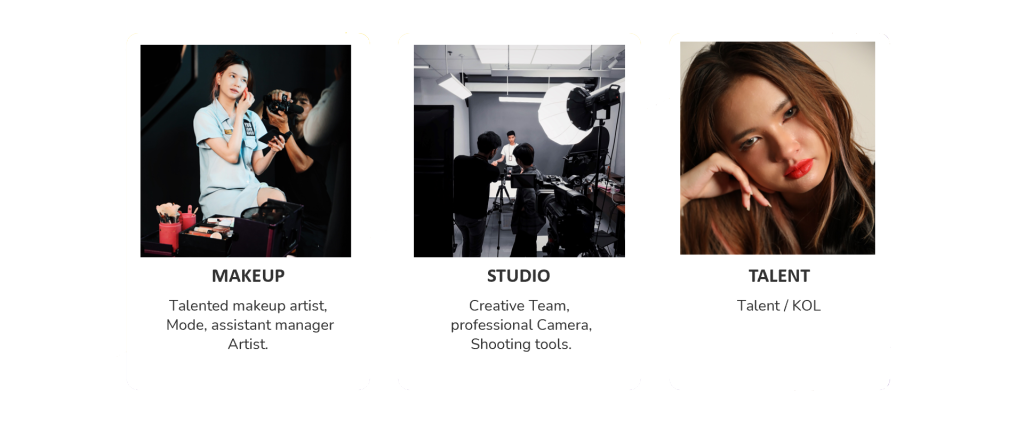 MAKEUP
Talented makeup artist,
Mode, assistant manager
Artist.
STUDIO
Creative Team,
professional Camera,
Shooting tools.
TALENT
Talent / KOL